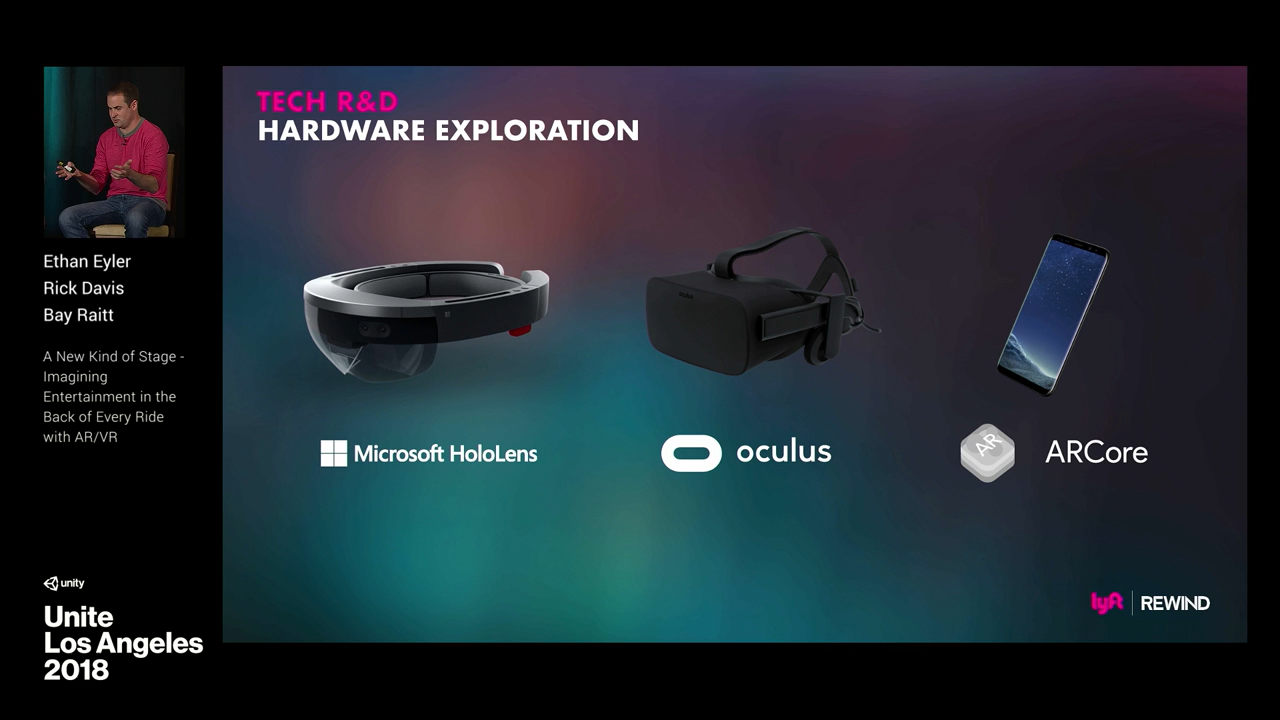 TECH R&D
HARDWARE EXPLORATION
Ethan Eyler
Rick Davis
Bay Raitt
A New Kind of Stage -
Imagining
Entertainment in the
Back of Every Ride
with AR/VR
oculus
Microsoft HoloLens
oculus
AR
ARCore
unity
Unite
Los Angeles
2018
lyft
REWIND